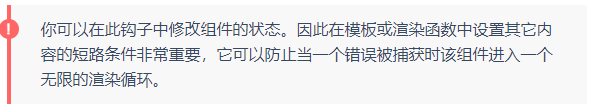 你可以在此钩子中修改组件的状态。因此在模板或渲染函数中设置其它内
容的短路条件非常重要，它可以防止当一个错误被捕获时该组件进入一个
无限的渲染循环。